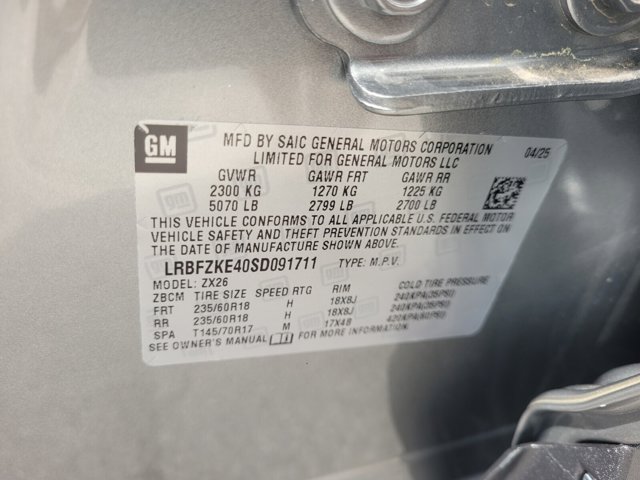 GM
MFD BY SAIC GENERAL MOTORS CORPORATION
LIMITED FOR GENERAL MOTORS LLC
04/25
GVWR GAWR FRT GAWR RR
2300 KG 1270 KG 1225 KG
5070 LB 2799 LB 2700 LB
THIS VEHICLE CONFORMS TO ALL APPLICABLE U.S. FEDERAL MOTOR
VEHICLE SAFETY AND THEFT PREVENTION STANDARDS IN EFFECT ON
THE DATE OF MANUFACTURE SHOWN ABOVE.
LRBFZKE40SD091711 TYPE: M.P.V.
MODEL: ZX26
ZBCM TIRE SIZE SPEED RTG RIM COLD TIRE PRESSURE
FRT 235/60R18 H 18X8J 240KPA(35PSI)
RR 235/60R18 H 18X8J 240KPA(35PSI)
SPA T145/70R17 M 17X4B 420KPA(60PSI)
SEE OWNER'S MANUAL FOR MORE INFORMATION